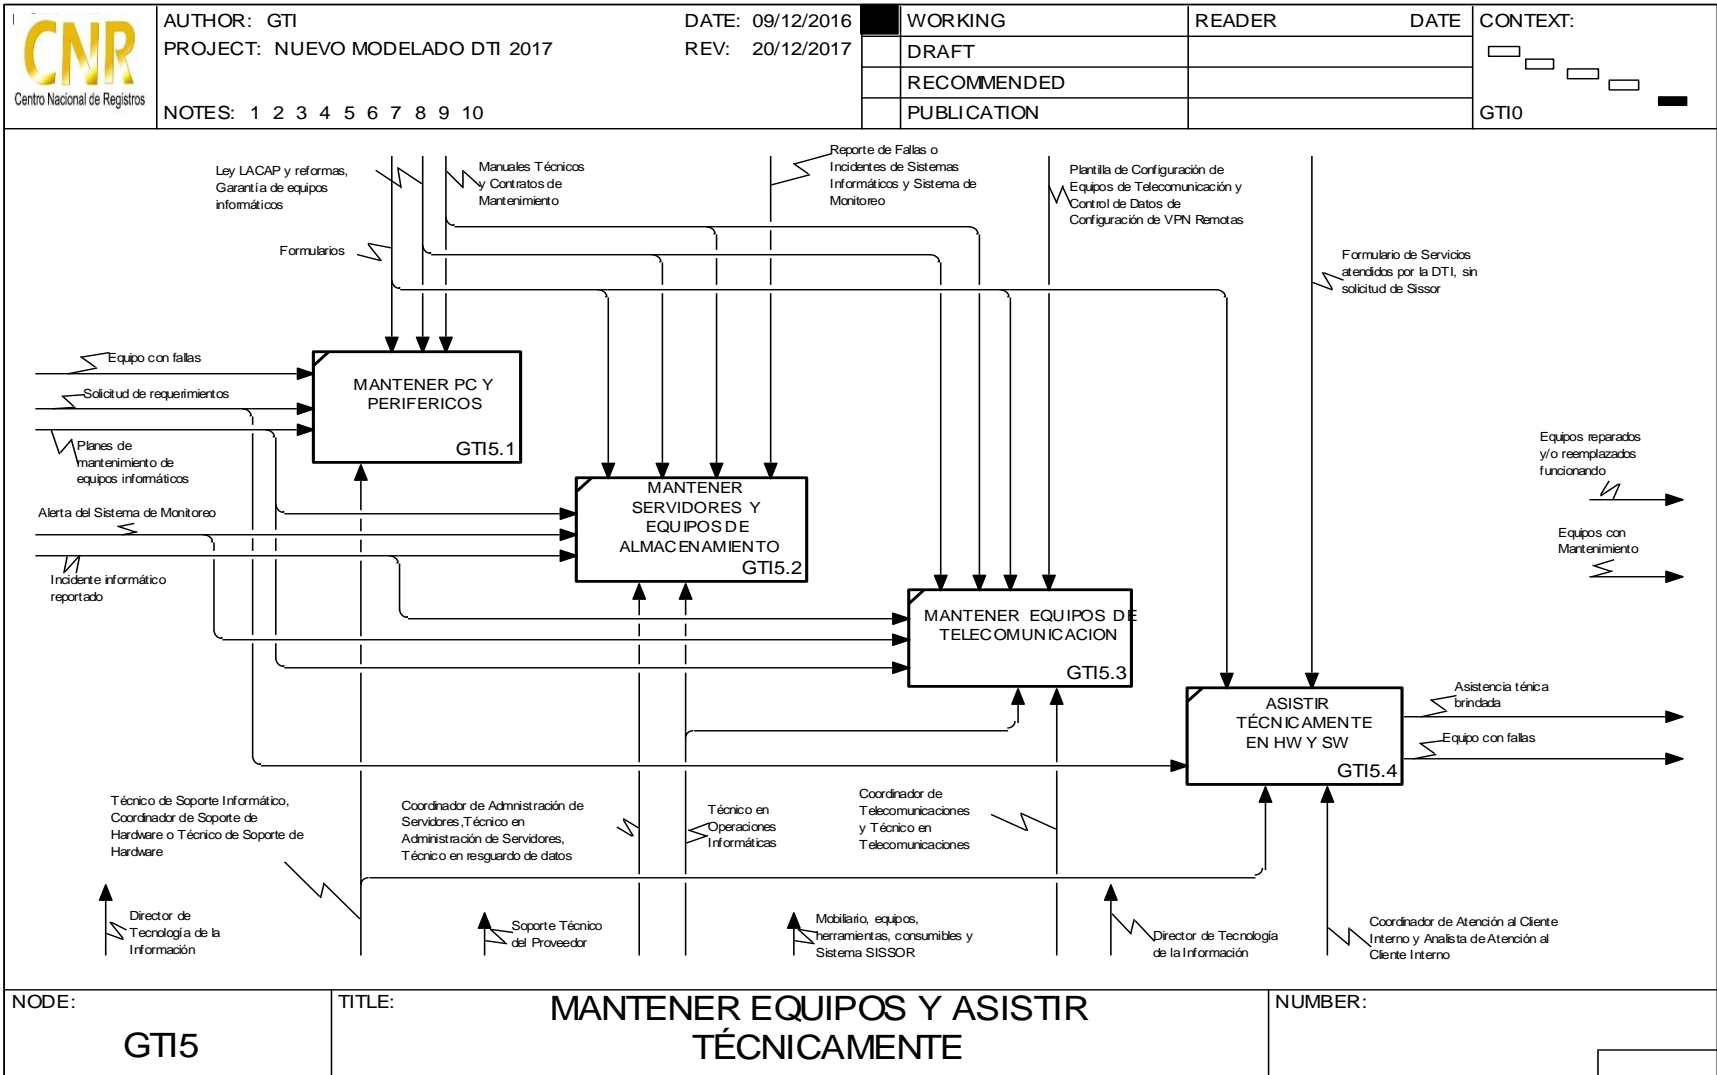 CNR
Centro Nacional de Registros
AUTHOR: GTI
DATE: 09/12/2016
PROJECT: NUEVO MODELADO DTI 2017
REV: 20/12/2017
NOTES: 1 2 3 4 5 6 7 8 9 10
WORKING
DRAFT
RECOMMENDED
PUBLICATION
READER DATE
CONTEXT:
GTI0
Ley LACAP y reformas,
Garantía de equipos
informáticos
Manuales Técnicos
y Contratos de
Mantenimiento
Reporte de Fallas o
Incidentes de Sistemas
Informáticos y Sistema de
Monitoreo
Plantilla de Configuración de
Equipos de Telecomunicación y
Control de Datos de
Configuración de VPN Remotas
Formularios
Formulario de Servicios
atendidos por la DTI, sin
solicitud de Sissor
Equipo con fallas
Solicitud de requerimientos
Planes de
mantenimiento de
equipos informáticos
Alerta del Sistema de Monitoreo
Incidente informático
reportado
MANTENER PC Y
PERIFERICOS
GTI5.1
MANTENER
SERVIDORES Y
EQUIPOS DE
ALMACENAMIENTO
GTI5.2
MANTENER EQUIPOS DE
TELECOMUNICACION
GTI5.3
ASISTIR
TÉCNICAMENTE
EN HW Y SW
GTI5.4
Equipos reparados
y/o reemplazados
funcionando
Equipos con
Mantenimiento
Asistencia ténica
brindada
Equipo con fallas
Técnico de Soporte Informático,
Coordinador de Soporte de
Hardware o Técnico de Soporte de
Hardware
Coordinador de Admnistración de
Servidores,Técnico en
Administración de Servidores,
Técnico en resguardo de datos
Técnico en
Operaciones
Informáticas
Coordinador de
Telecomunicaciones
y Técnico en
Telecomunicaciones
Director de
Tecnología de la
Información
Soporte Técnico
del Proveedor
Mobiliario, equipos,
herramientas, consumibles y
Sistema SISSOR
Director de Tecnología
de la Información
Coordinador de Atención al Cliente
Interno y Analista de Atención al
Cliente Interno
NODE:
GTI5
TITLE:
MANTENER EQUIPOS Y ASISTIR
TÉCNICAMENTE
NUMBER: